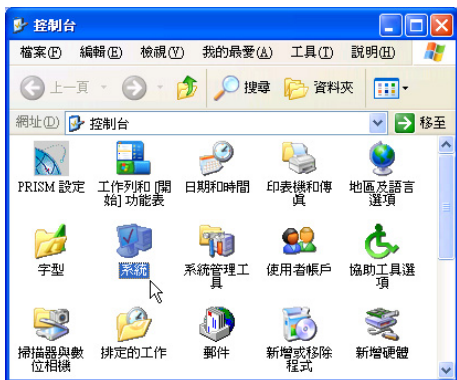 控制台
檔案(F) 編輯(E) 檢視(V) 我的最愛(A) 工具(T) 說明(H)
上一頁 搜尋 資料夾
網址(D) 控制台 移至
PRISM 設定 工作列和 [開 日期和時間 印表機和傳 地區及語言
始] 功能表 真 選項
字型 系統 系統管理工 使用者帳戶 協助工具選
具 項
掃描器與數 排定的工作 郵件 新增或移除 新增硬體
位相機 程式